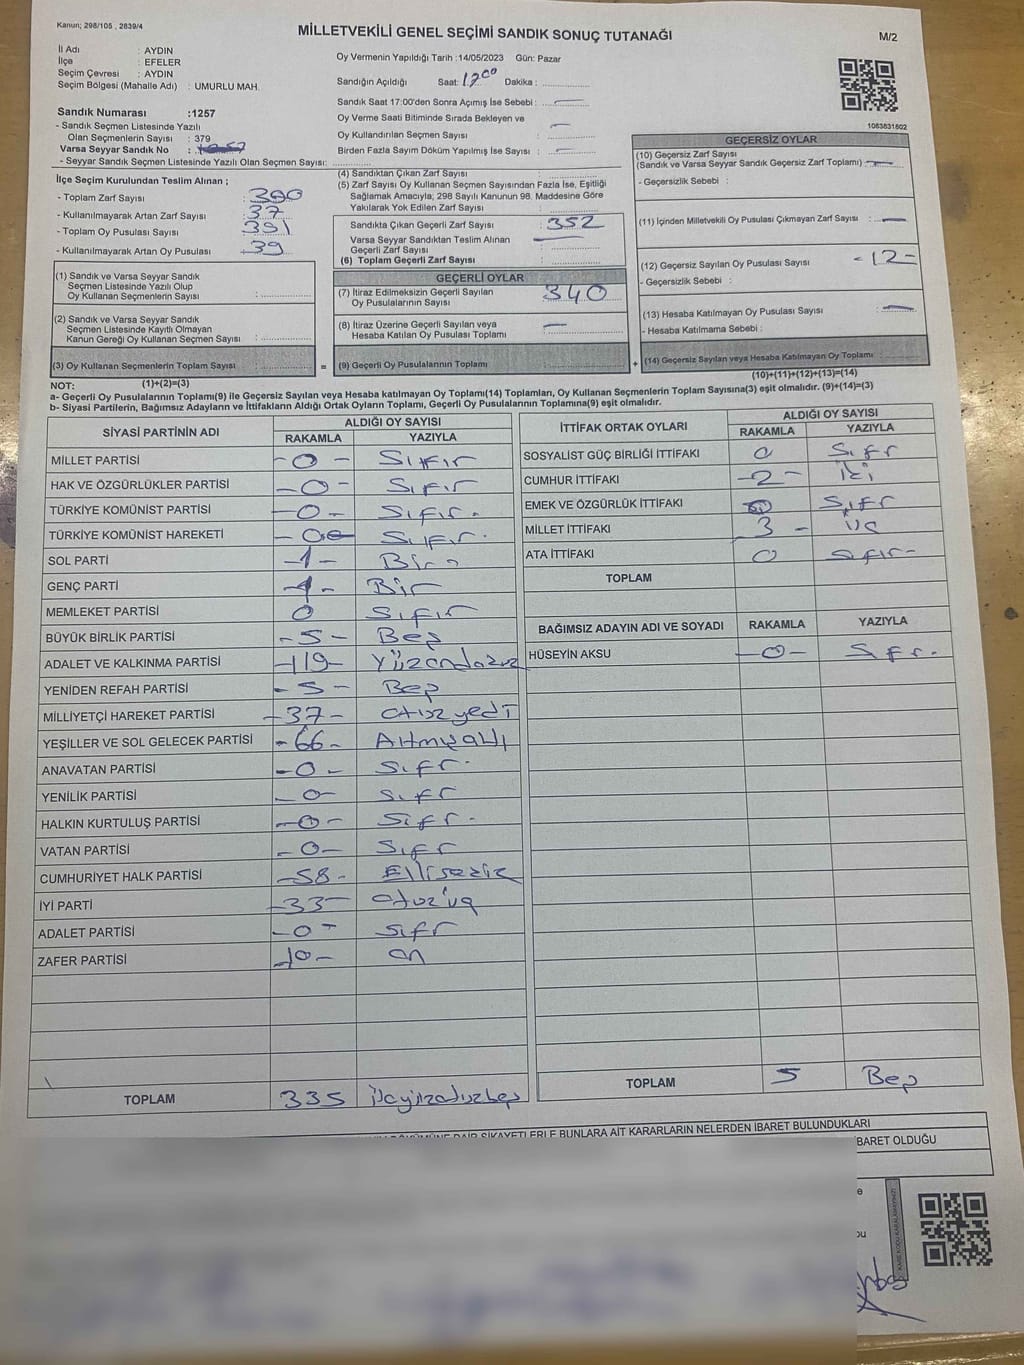 Kanun; 298/105 , 2839/4
MİLLETVEKİLİ GENEL SEÇİMİ SANDIK SONUÇ TUTANAĞI
M/2
İl Adı : AYDIN
İlçe : EFELER
Seçim Çevresi : AYDIN
Seçim Bölgesi (Mahalle Adı) : UMURLU MAH.
Oy Vermenin Yapıldığı Tarih :14/05/2023 Gün: Pazar
Sandığın Açıldığı Saat: 17⁰⁰ Dakika :
Sandık Saat 17:00'den Sonra Açımış İse Sebebi : —
Oy Verme Saati Bitiminde Sırada Bekleyen ve
Oy Kullandırılan Seçmen Sayısı : —
Birden Fazla Sayım Döküm Yapılmış İse Sayısı : —
1063631602
Sandık Numarası :1257
- Sandık Seçmen Listesinde Yazılı
Olan Seçmenlerin Sayısı : 379
Varsa Seyyar Sandık No :
- Seyyar Sandık Seçmen Listesinde Yazılı Olan Seçmen Sayısı:
İlçe Seçim Kurulundan Teslim Alınan ;
- Toplam Zarf Sayısı : 390
- Kullanılmayarak Artan Zarf Sayısı : 37
- Toplam Oy Pusulası Sayısı : 391
- Kullanılmayarak Artan Oy Pusulası : 39
(1) Sandık ve Varsa Seyyar Sandık
Seçmen Listesinde Yazılı Olup
Oy Kullanan Seçmenlerin Sayısı :
(2) Sandık ve Varsa Seyyar Sandık
Seçmen Listesinde Kayıtlı Olmayan
Kanun Gereği Oy Kullanan Seçmen Sayısı :
(3) Oy Kullanan Seçmenlerin Toplam Sayısı :
(4) Sandıktan Çıkan Zarf Sayısı :
(5) Zarf Sayısı Oy Kullanan Seçmen Sayısından Fazla İse, Eşitliği
Sağlamak Amacıyla; 298 Sayılı Kanunun 98. Maddesine Göre
Yakılarak Yok Edilen Zarf Sayısı :
Sandıkta Çıkan Geçerli Zarf Sayısı : 352
Varsa Seyyar Sandıktan Teslim Alınan
Geçerli Zarf Sayısı : —
(6) Toplam Geçerli Zarf Sayısı :
GEÇERLİ OYLAR
(7) İtiraz Edilmeksizin Geçerli Sayılan
Oy Pusulalarının Sayısı : 340
(8) İtiraz Üzerine Geçerli Sayılan veya
Hesaba Katılan Oy Pusulası Toplamı : —
= (9) Geçerli Oy Pusulalarının Toplamı :
GEÇERSİZ OYLAR
(10) Geçersiz Zarf Sayısı
(Sandık ve Varsa Seyyar Sandık Geçersiz Zarf Toplamı) : —
- Geçersizlik Sebebi :
(11) İçinden Milletvekili Oy Pusulası Çıkmayan Zarf Sayısı : —
(12) Geçersiz Sayılan Oy Pusulası Sayısı : -12-
- Geçersizlik Sebebi :
(13) Hesaba Katılmayan Oy Pusulası Sayısı : —
- Hesaba Katılmama Sebebi :
+ (14) Geçersiz Sayılan veya Hesaba Katılmayan Oy Toplamı
NOT: (1)+(2)=(3)
(10)+(11)+(12)+(13)=(14)
a- Geçerli Oy Pusulalarının Toplamı(9) ile Geçersiz Sayılan veya Hesaba katılmayan Oy Toplamı(14) Toplamları, Oy Kullanan Seçmenlerin Toplam Sayısına(3) eşit olmalıdır. (9)+(14)=(3)
b- Siyasi Partilerin, Bağımsız Adayların ve İttifakların Aldığı Ortak Oyların Toplamı, Geçerli Oy Pusulalarının Toplamına(9) eşit olmalıdır.
SİYASİ PARTİNİN ADI ALDIĞI OY SAYISI
RAKAMLA YAZIYLA
MİLLET PARTİSİ -0- Sıfır
HAK VE ÖZGÜRLÜKLER PARTİSİ -0- Sıfır
TÜRKİYE KOMÜNİST PARTİSİ -0- Sıfır.
TÜRKİYE KOMÜNİST HAREKETİ -0- Sıfır.
SOL PARTİ -1- Bir
GENÇ PARTİ -1- Bir
MEMLEKET PARTİSİ 0 Sıfır
BÜYÜK BİRLİK PARTİSİ -5- Beş
ADALET VE KALKINMA PARTİSİ -119- Yüzondokuz
YENİDEN REFAH PARTİSİ -5- Beş
MİLLİYETÇİ HAREKET PARTİSİ -37- Otuzyedi
YEŞİLLER VE SOL GELECEK PARTİSİ -66- Altmışaltı
ANAVATAN PARTİSİ -0- Sıfr.
YENİLİK PARTİSİ -0- Sıfr
HALKIN KURTULUŞ PARTİSİ -0- Sıfr.
VATAN PARTİSİ -0- Sıfr
CUMHURİYET HALK PARTİSİ -58- Ellisekiz
İYİ PARTİ -33- otuzüç
ADALET PARTİSİ -0- Sıfr
ZAFER PARTİSİ -10- on
TOPLAM 335 üçyüzotuzbeş
İTTİFAK ORTAK OYLARI ALDIĞI OY SAYISI
RAKAMLA YAZIYLA
SOSYALİST GÜÇ BİRLİĞİ İTTİFAKI 0 Sıfr
CUMHUR İTTİFAKI -2- iki
EMEK VE ÖZGÜRLÜK İTTİFAKI 0 Sıfr
MİLLET İTTİFAKI 3 - üç
ATA İTTİFAKI 0 Sıfır-
TOPLAM
BAĞIMSIZ ADAYIN ADI VE SOYADI RAKAMLA YAZIYLA
HÜSEYİN AKSU -0- Sıfr.
TOPLAM 5 Beş
DAİR ŞİKAYETLERLE BUNLARA AİT KARARLARIN NELERDEN İBARET BULUNDUKLARI
BARET OLDUĞU